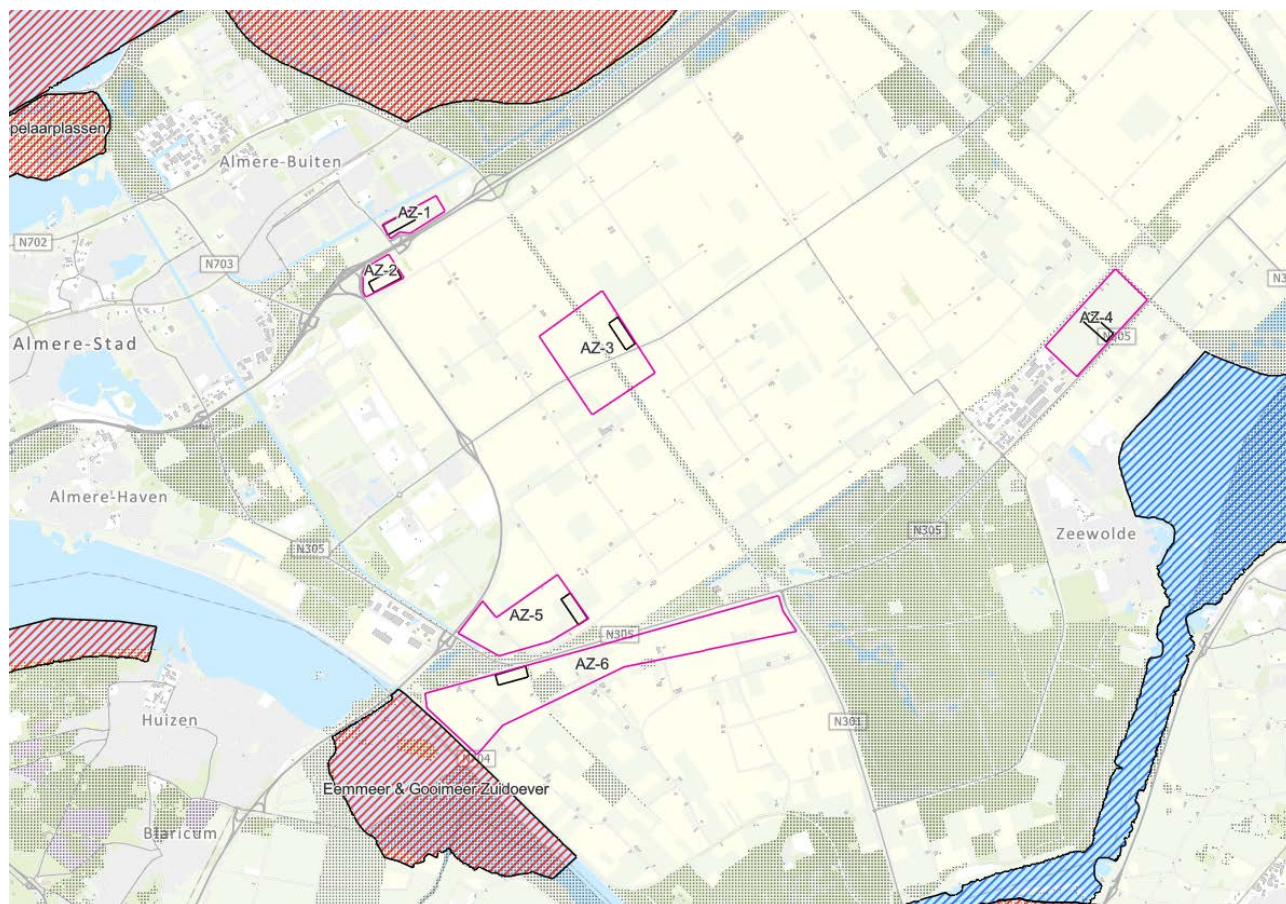 pelaarplassen
Almere-Buiten
AZ-1
N702
N703
AZ-2
N3
Almere-Stad
AZ-3
AZ-4
N305
Almere-Haven
N305
N305
Zeewolde
AZ-5
N305
AZ-6
Huizen
N301
Eemmeer & Gooimeer Zuidoever
Blaricum